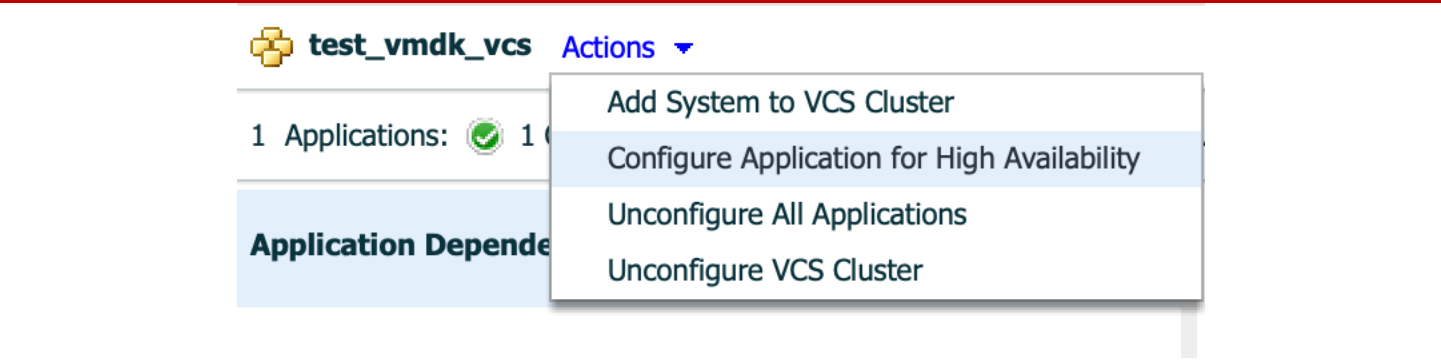 test_vmdk_vcs Actions
Add System to VCS Cluster
1 Applications: 1
Configure Application for High Availability
Unconfigure All Applications
Application
Unconfigure VCS Cluster